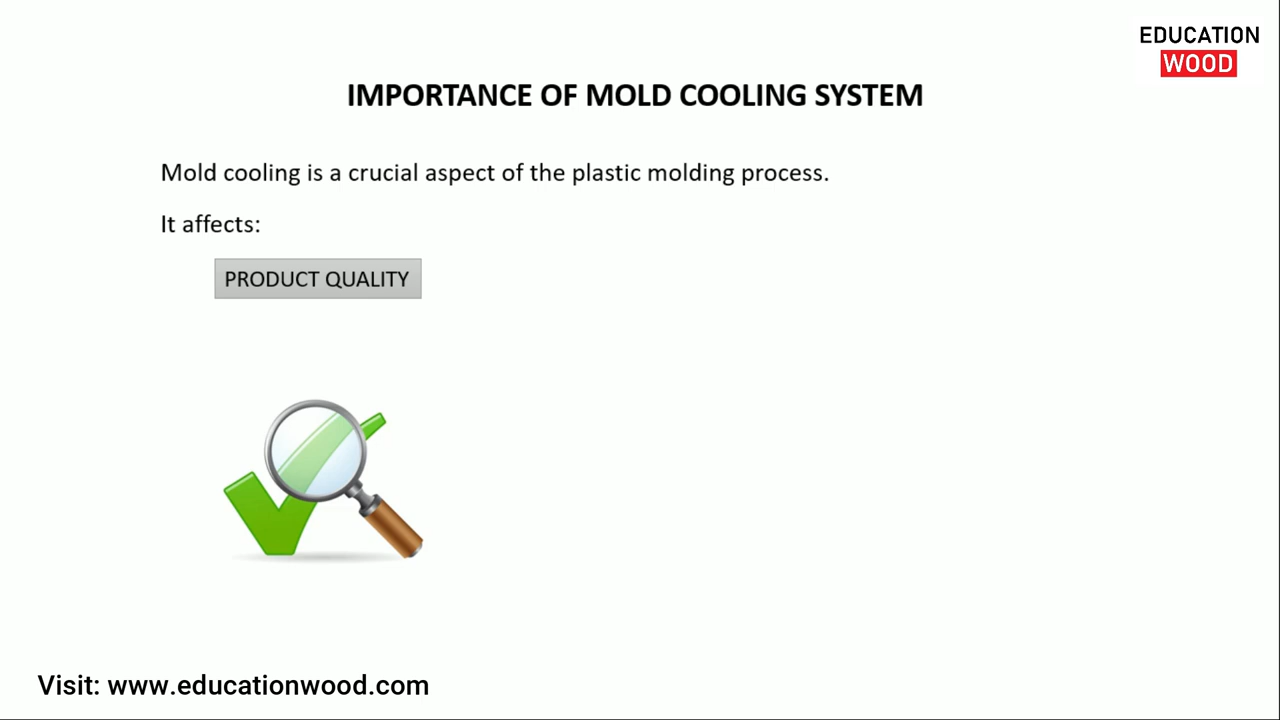 EDUCATION
WOOD
IMPORTANCE OF MOLD COOLING SYSTEM
Mold cooling is a crucial aspect of the plastic molding process.
It affects:
PRODUCT QUALITY
Visit: www.educationwood.com